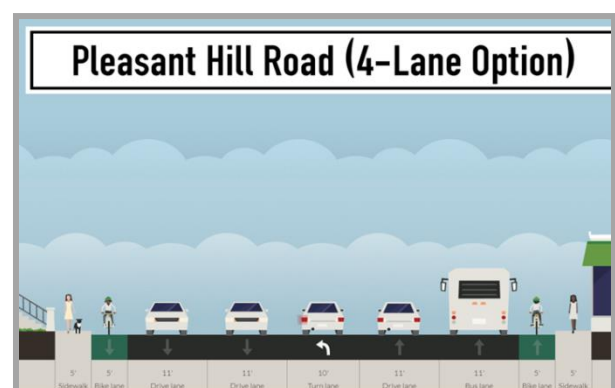 Pleasant Hill Road (4-Lane Option)
5' 5' 11' 11' 10' 11' 11' 5' 5'
Sidewalk Bike lane Drive lane Drive lane Turn lane Drive lane Bus lane Bike lane Sidewalk